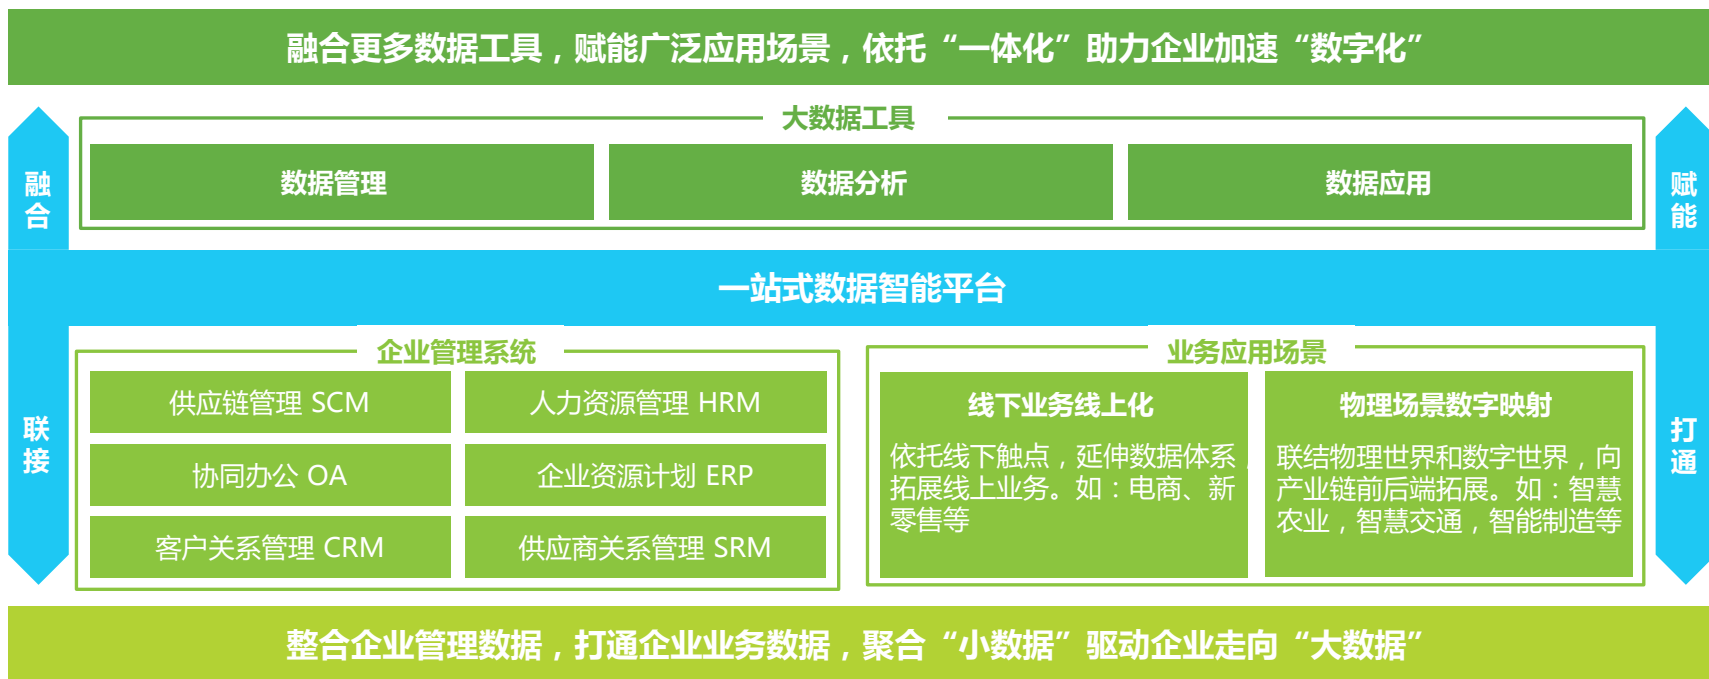 融合更多数据工具，赋能广泛应用场景，依托“一体化”助力企业加速“数字化”
大数据工具
融合
数据管理
数据分析
数据应用
赋能
一站式数据智能平台
企业管理系统
业务应用场景
联接
供应链管理 SCM
人力资源管理 HRM
协同办公 OA
企业资源计划 ERP
客户关系管理 CRM
供应商关系管理 SRM
线下业务线上化
依托线下触点，延伸数据体系，
拓展线上业务。如：电商、新
零售等
物理场景数字映射
联结物理世界和数字世界，向
产业链前后端拓展。如：智慧
农业，智慧交通，智能制造等
打通
整合企业管理数据，打通企业业务数据，聚合“小数据”驱动企业走向“大数据”